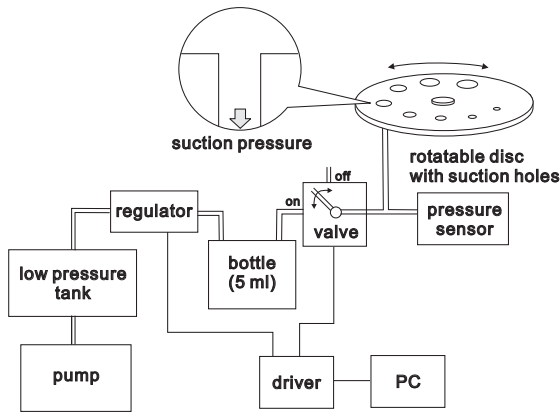 suction pressure
rotatable disc
with suction holes
off
on
regulator
valve
pressure
sensor
low pressure
tank
bottle
(5 ml)
pump
driver
PC